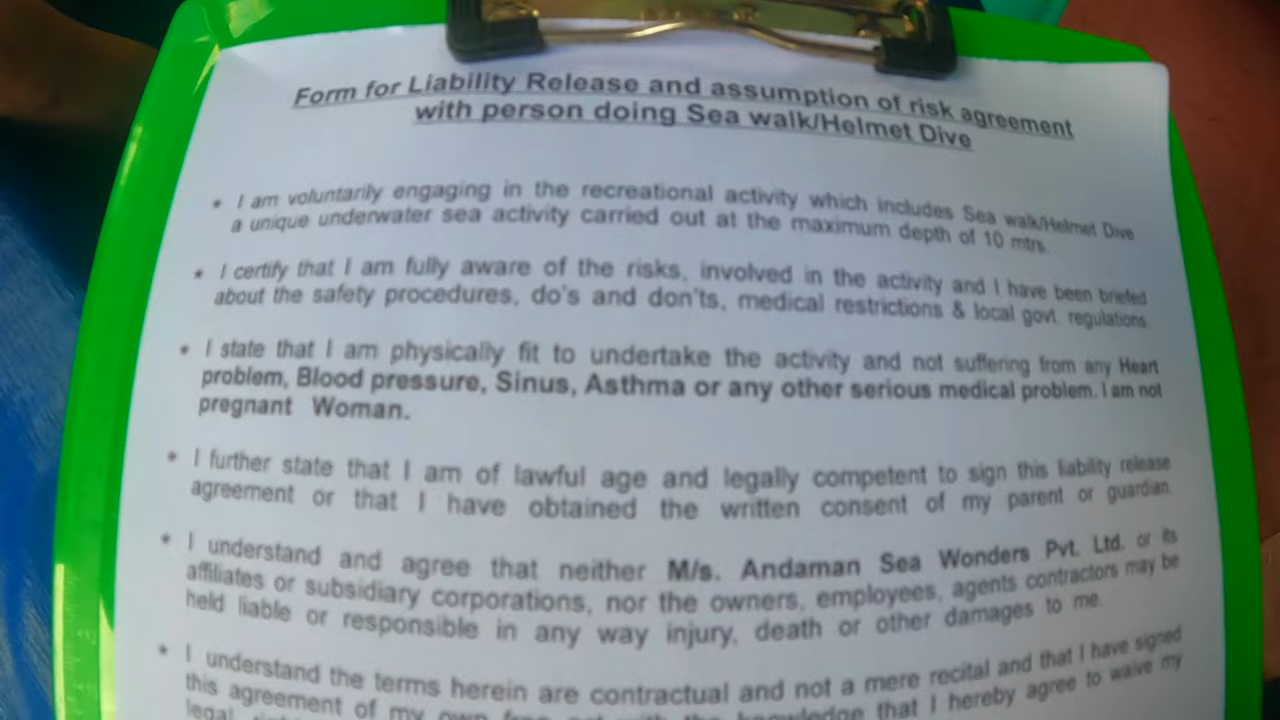 Form for Liability Release and assumption of risk agreement
with person doing Sea walk/Helmet Dive
* I am voluntarily engaging in the recreational activity which includes Sea walk/Helmet Dive
a unique underwater sea activity carried out at the maximum depth of 10 mtrs.
* I certify that I am fully aware of the risks, involved in the activity and I have been briefed
about the safety procedures, do's and don'ts, medical restrictions & local govt. regulations
* I state that I am physically fit to undertake the activity and not suffering from any Heart
problem, Blood pressure, Sinus, Asthma or any other serious medical problem. I am not
pregnant Woman.
* I further state that I am of lawful age and legally competent to sign this liability release
agreement or that I have obtained the written consent of my parent or guardian
* I understand and agree that neither M/s. Andaman Sea Wonders Pvt. Ltd. or its
affiliates or subsidiary corporations, nor the owners, employees, agents contractors may be
held liable or responsible in any way injury, death or other damages to me.
* I understand the terms herein are contractual and not a mere recital and that I have signed
this agreement of my own free act with the knowledge that I hereby agree to waive my
legal